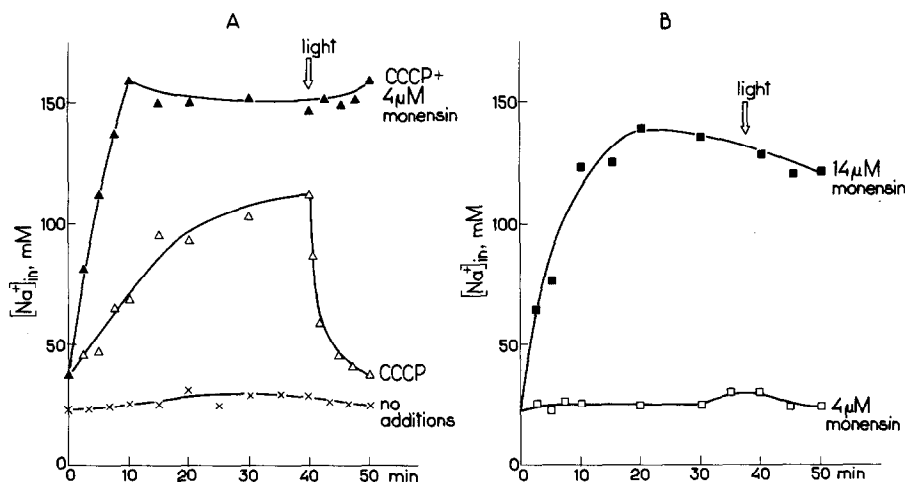 A
B
light
CCCP+
4μM
monensin
CCCP
no
additions
[Na⁺]in, mM
150
100
50
0
0 10 20 30 40 50 min
light
14μM
monensin
4μM
monensin
[Na⁺]in, mM
150
100
50
0
0 10 20 30 40 50 min